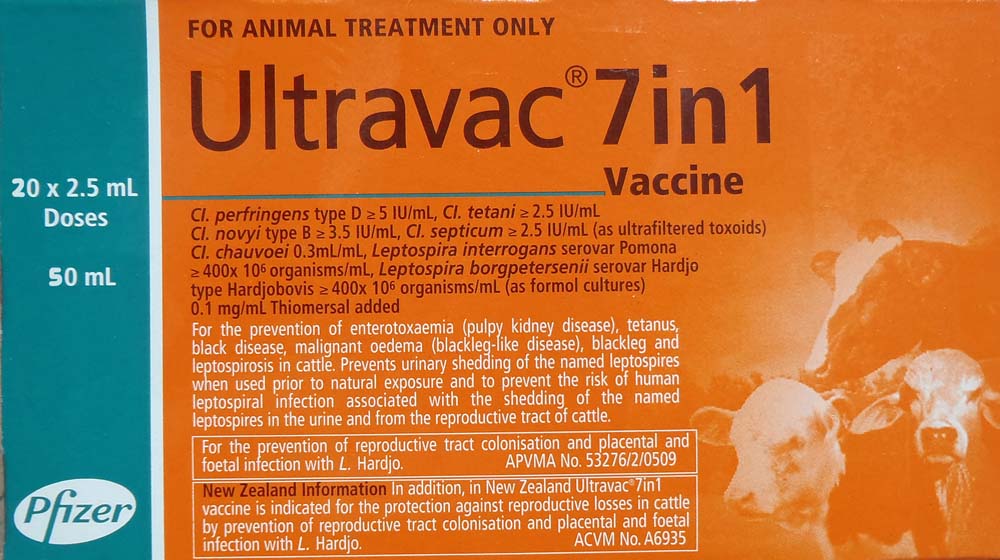 FOR ANIMAL TREATMENT ONLY
Ultravac® 7in1
Vaccine
20 x 2.5 mL
Doses
50 mL
Cl. perfringens type D ≥ 5 IU/mL, Cl. tetani ≥ 2.5 IU/mL
Cl. novyi type B ≥ 3.5 IU/mL, Cl. septicum ≥ 2.5 IU/mL (as ultrafiltered toxoids)
Cl. chauvoei 0.3mL/mL, Leptospira interrogans serovar Pomona
≥ 400x 10⁶ organisms/mL, Leptospira borgpetersenii serovar Hardjo
type Hardjobovis ≥ 400x 10⁶ organisms/mL (as formol cultures)
0.1 mg/mL Thiomersal added
For the prevention of enterotoxaemia (pulpy kidney disease), tetanus,
black disease, malignant oedema (blackleg-like disease), blackleg and
leptospirosis in cattle. Prevents urinary shedding of the named leptospires
when used prior to natural exposure and to prevent the risk of human
leptospiral infection associated with the shedding of the named
leptospires in the urine and from the reproductive tract of cattle.
For the prevention of reproductive tract colonisation and placental and
foetal infection with L. Hardjo. APVMA No. 53276/2/0509
New Zealand Information In addition, in New Zealand Ultravac®7in1
vaccine is indicated for the protection against reproductive losses in cattle
by prevention of reproductive tract colonisation and placental and foetal
infection with L. Hardjo. ACVM No. A6935
Pfizer